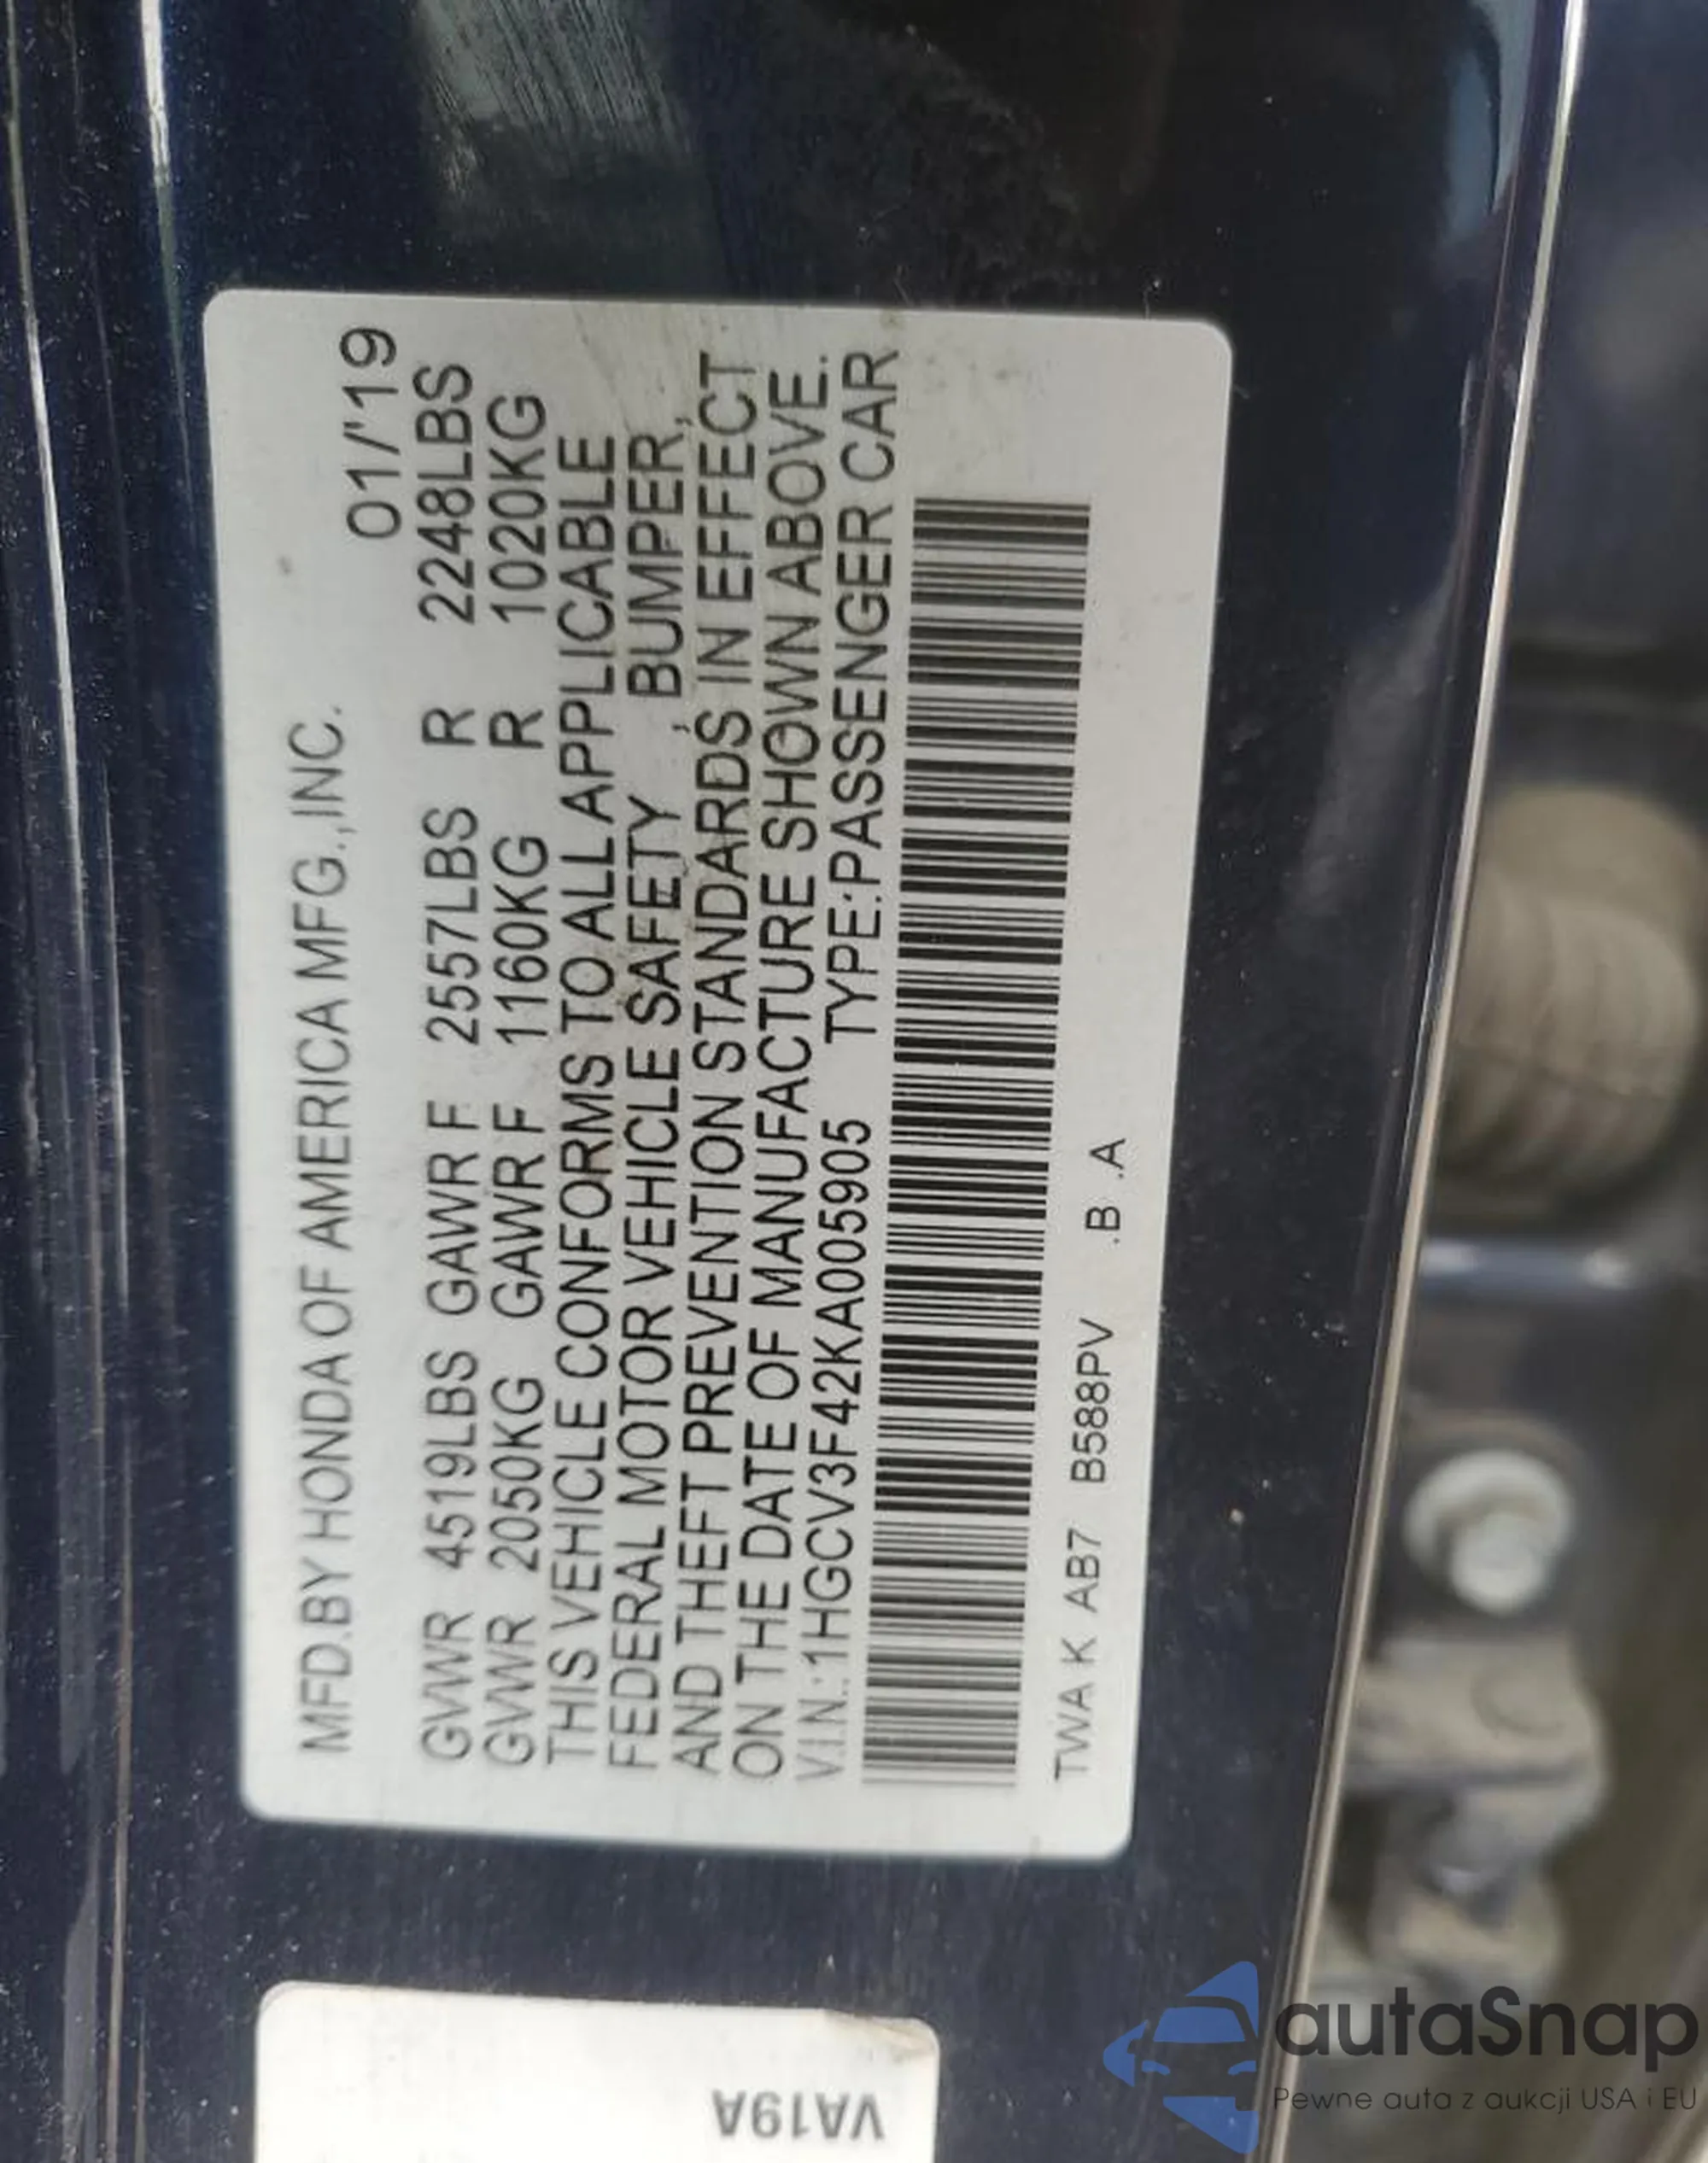 MFD.BY HONDA OF AMERICA MFG.,INC.
01/'19
GVWR 4519LBS GAWR F 2557LBS R 2248LBS
GVWR 2050KG GAWR F 1160KG R 1020KG
THIS VEHICLE CONFORMS TO ALL APPLICABLE
FEDERAL MOTOR VEHICLE SAFETY , BUMPER,
AND THEFT PREVENTION STANDARDS IN EFFECT
ON THE DATE OF MANUFACTURE SHOWN ABOVE.
V.I.N.:1HGCV3F42KA005905 TYPE:PASSENGER CAR
TWA K AB7 B588PV .B .A
VA19A
autaSnap
Pewne auta z aukcji USA i EU